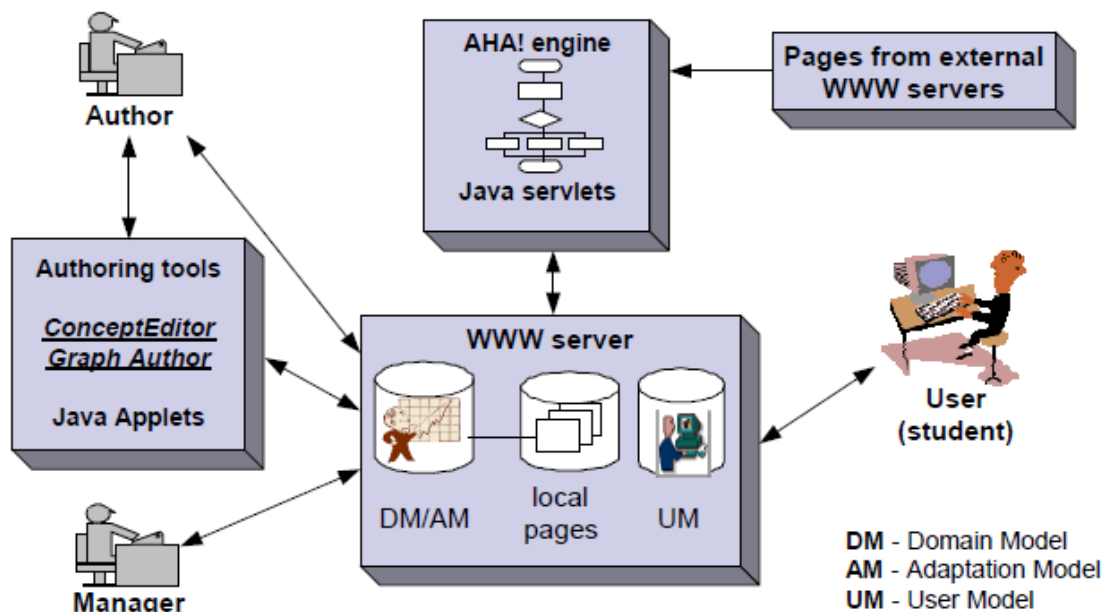 AHA! engine
Java servlets
Pages from external
WWW servers
Author
Authoring tools
ConceptEditor
Graph Author
Java Applets
WWW server
DM/AM
local
pages
UM
User
(student)
Manager
DM - Domain Model
AM - Adaptation Model
UM - User Model